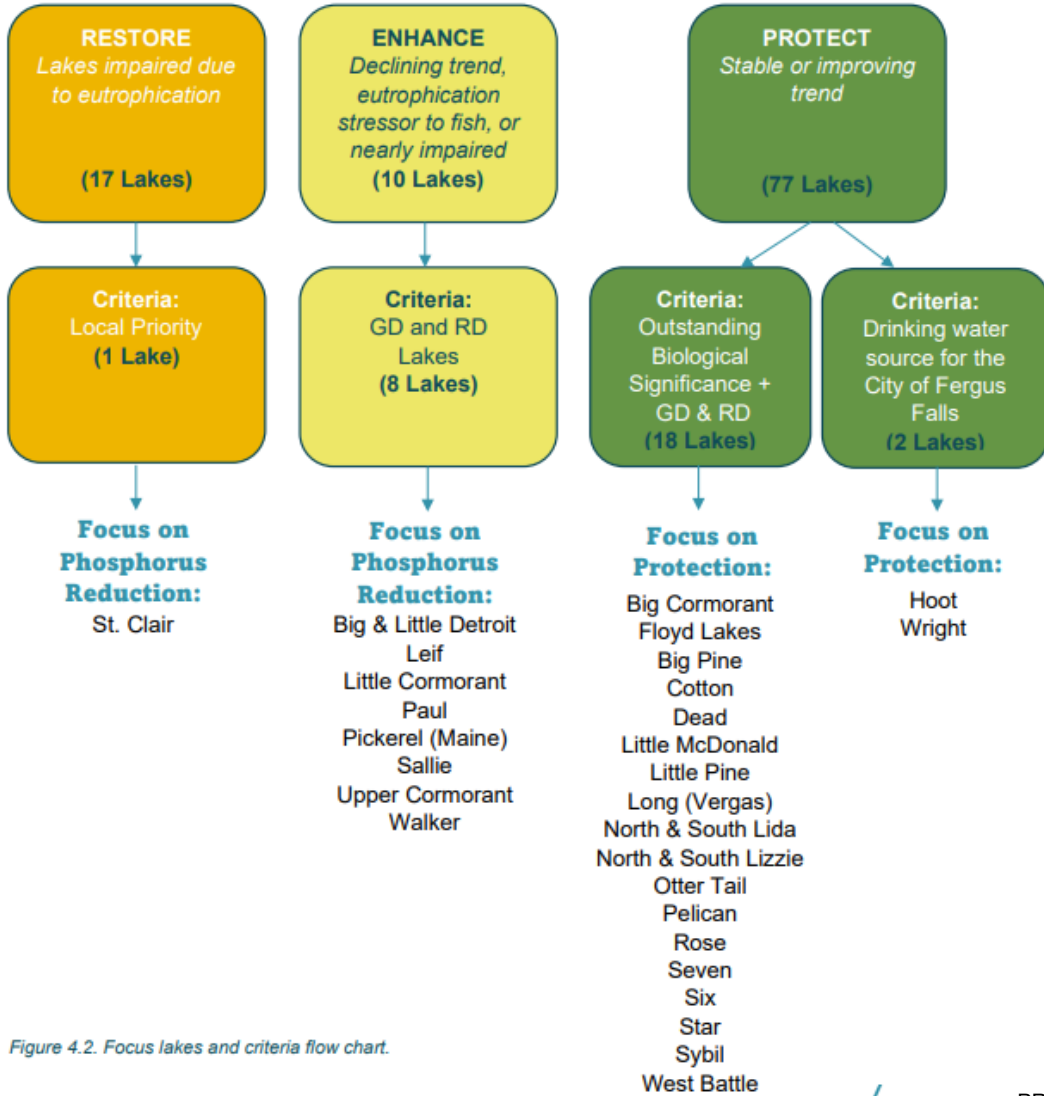 RESTORE
Lakes impaired due
to eutrophication
(17 Lakes)
Criteria:
Local Priority
(1 Lake)
Focus on
Phosphorus
Reduction:
St. Clair
ENHANCE
Declining trend,
eutrophication
stressor to fish, or
nearly impaired
(10 Lakes)
Criteria:
GD and RD
Lakes
(8 Lakes)
Focus on
Phosphorus
Reduction:
Big & Little Detroit
Leif
Little Cormorant
Paul
Pickerel (Maine)
Sallie
Upper Cormorant
Walker
PROTECT
Stable or improving
trend
(77 Lakes)
Criteria:
Outstanding
Biological
Significance +
GD & RD
(18 Lakes)
Focus on
Protection:
Big Cormorant
Floyd Lakes
Big Pine
Cotton
Dead
Little McDonald
Little Pine
Long (Vergas)
North & South Lida
North & South Lizzie
Otter Tail
Pelican
Rose
Seven
Six
Star
Sybil
West Battle
Criteria:
Drinking water
source for the
City of Fergus
Falls
(2 Lakes)
Focus on
Protection:
Hoot
Wright
Figure 4.2. Focus lakes and criteria flow chart.